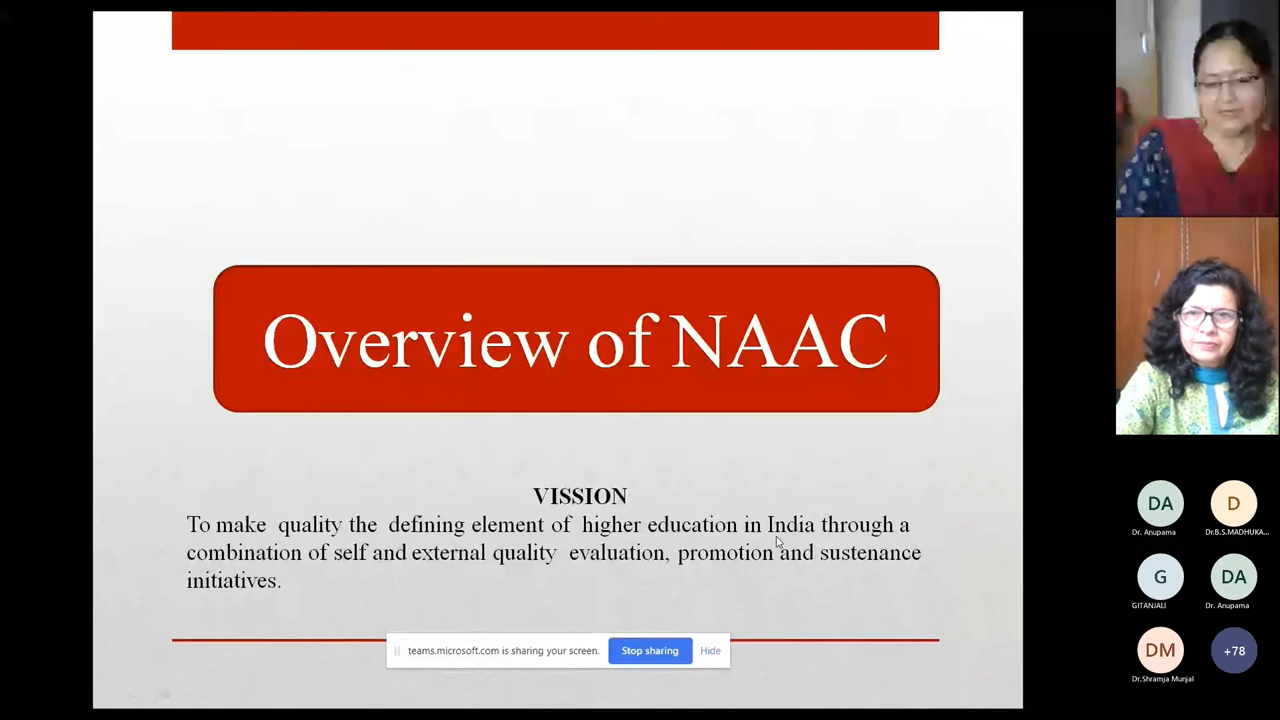 Overview of NAAC
VISSION
To make quality the defining element of higher education in India through a
combination of self and external quality evaluation, promotion and sustenance
initiatives.
teams.microsoft.com is sharing your screen. Stop sharing Hide
DA D
Dr. Anupama Dr.B.S.MADHUKA...
G DA
GITANJALI Dr. Anupama
DM +78
Dr.Shramja Munjal